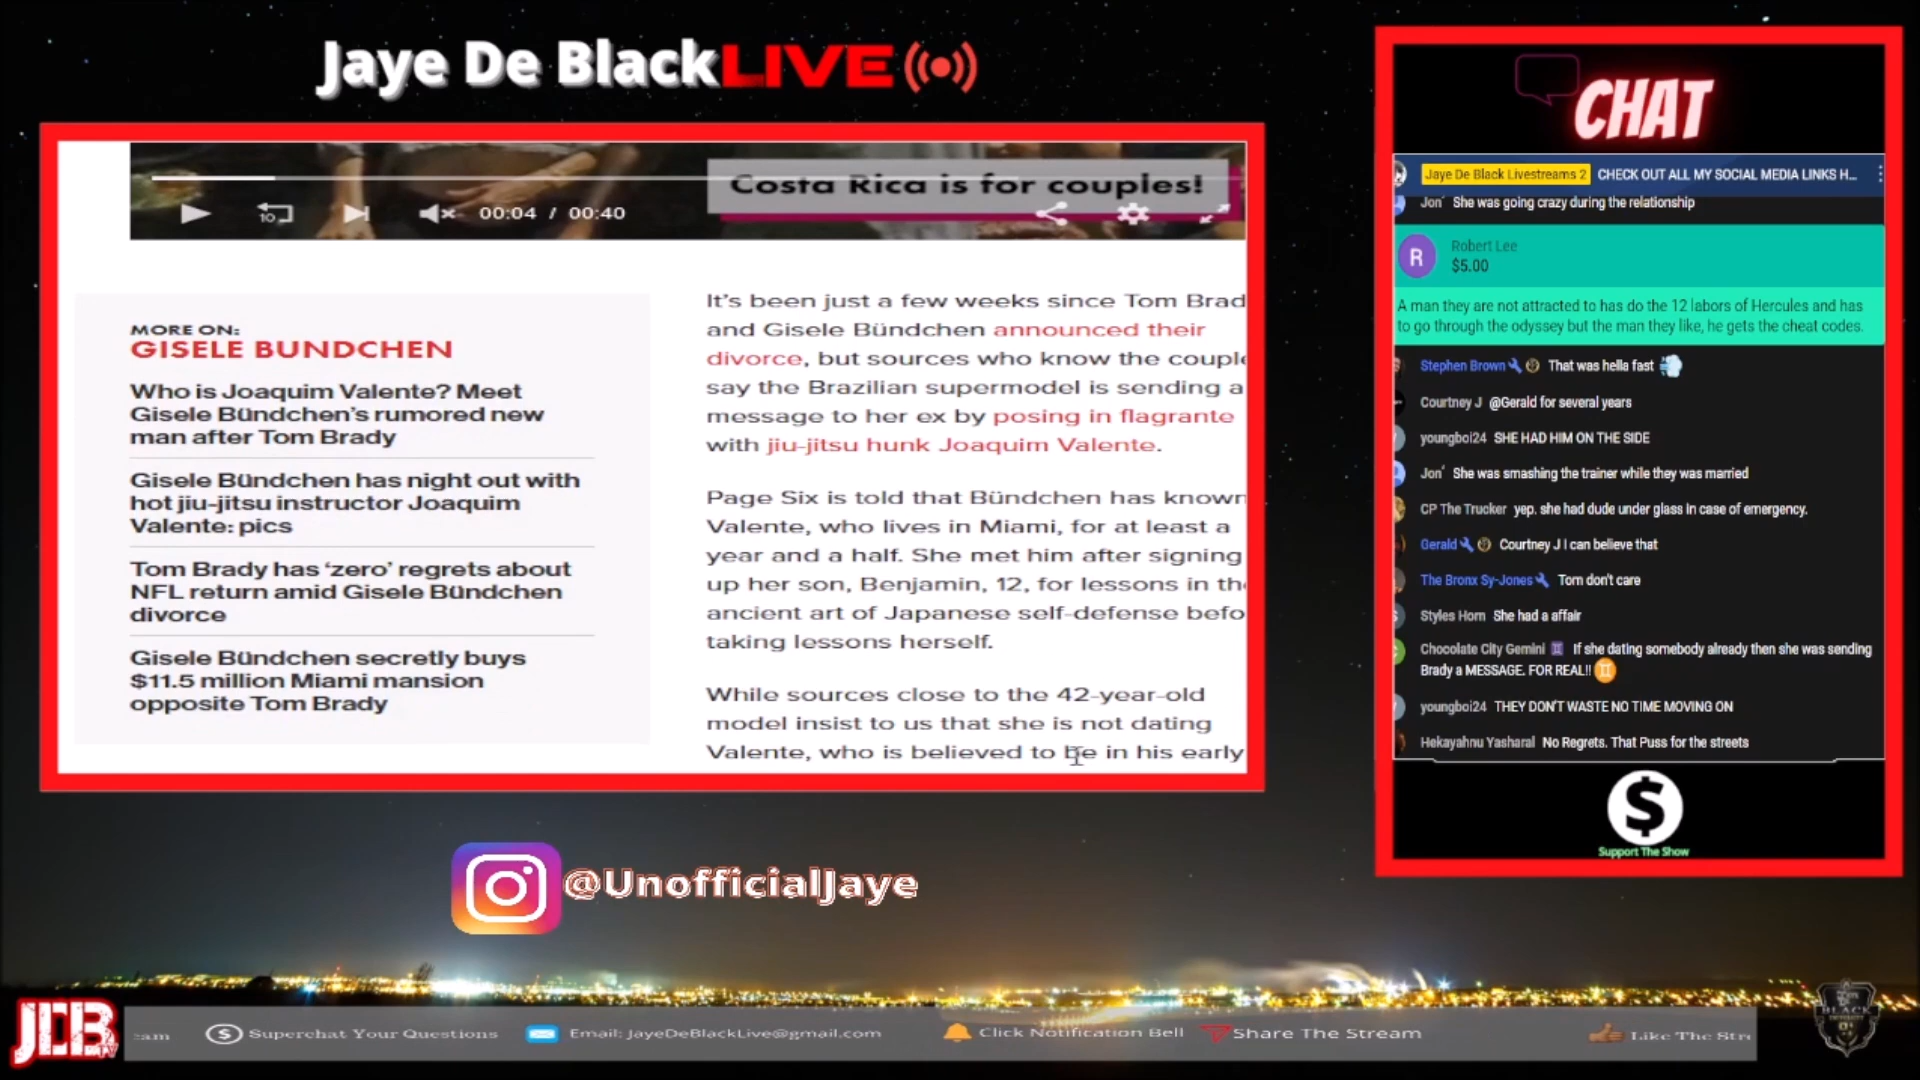 Jaye De BlackLIVE
Costa Rica is for couples!
10
00:04 / 00:40
MORE ON:
GISELE BUNDCHEN
Who is Joaquim Valente? Meet
Gisele Bündchen's rumored new
man after Tom Brady
Gisele Bündchen has night out with
hot jiu-jitsu instructor Joaquim
Valente: pics
Tom Brady has ‘zero’ regrets about
NFL return amid Gisele Bündchen
divorce
Gisele Bündchen secretly buys
$11.5 million Miami mansion
opposite Tom Brady
It's been just a few weeks since Tom Brad
and Gisele Bündchen announced their
divorce, but sources who know the couple
say the Brazilian supermodel is sending a
message to her ex by posing in flagrante
with jiu-jitsu hunk Joaquim Valente.
Page Six is told that Bündchen has known
Valente, who lives in Miami, for at least a
year and a half. She met him after signing
up her son, Benjamin, 12, for lessons in the
ancient art of Japanese self-defense befo
taking lessons herself.
While sources close to the 42-year-old
model insist to us that she is not dating
Valente, who is believed to be in his early
CHAT
Jaye De Black Livestreams 2 CHECK OUT ALL MY SOCIAL MEDIA LINKS H...
Jon' She was going crazy during the relationship
R
Robert Lee
$5.00
A man they are not attracted to has do the 12 labors of Hercules and has
to go through the odyssey but the man they like, he gets the cheat codes.
Stephen Brown That was hella fast
Courtney J @Gerald for several years
youngboi24 SHE HAD HIM ON THE SIDE
Jon' She was smashing the trainer while they was married
CP The Trucker yep. she had dude under glass in case of emergency.
Gerald Courtney J I can believe that
The Bronx Sy-Jones Tom don't care
Styles Horn She had a affair
Chocolate City Gemini If she dating somebody already then she was sending
Brady a MESSAGE. FOR REAL!!
youngboi24 THEY DON'T WASTE NO TIME MOVING ON
Hekayahnu Yasharal No Regrets. That Puss for the streets
$
Support The Show
@UnofficialJaye
JDB TV
eam Superchat Your Questions Email: JayeDeBlackLive@gmail.com Click Notification Bell Share The Stream Like The Stre
BLACK